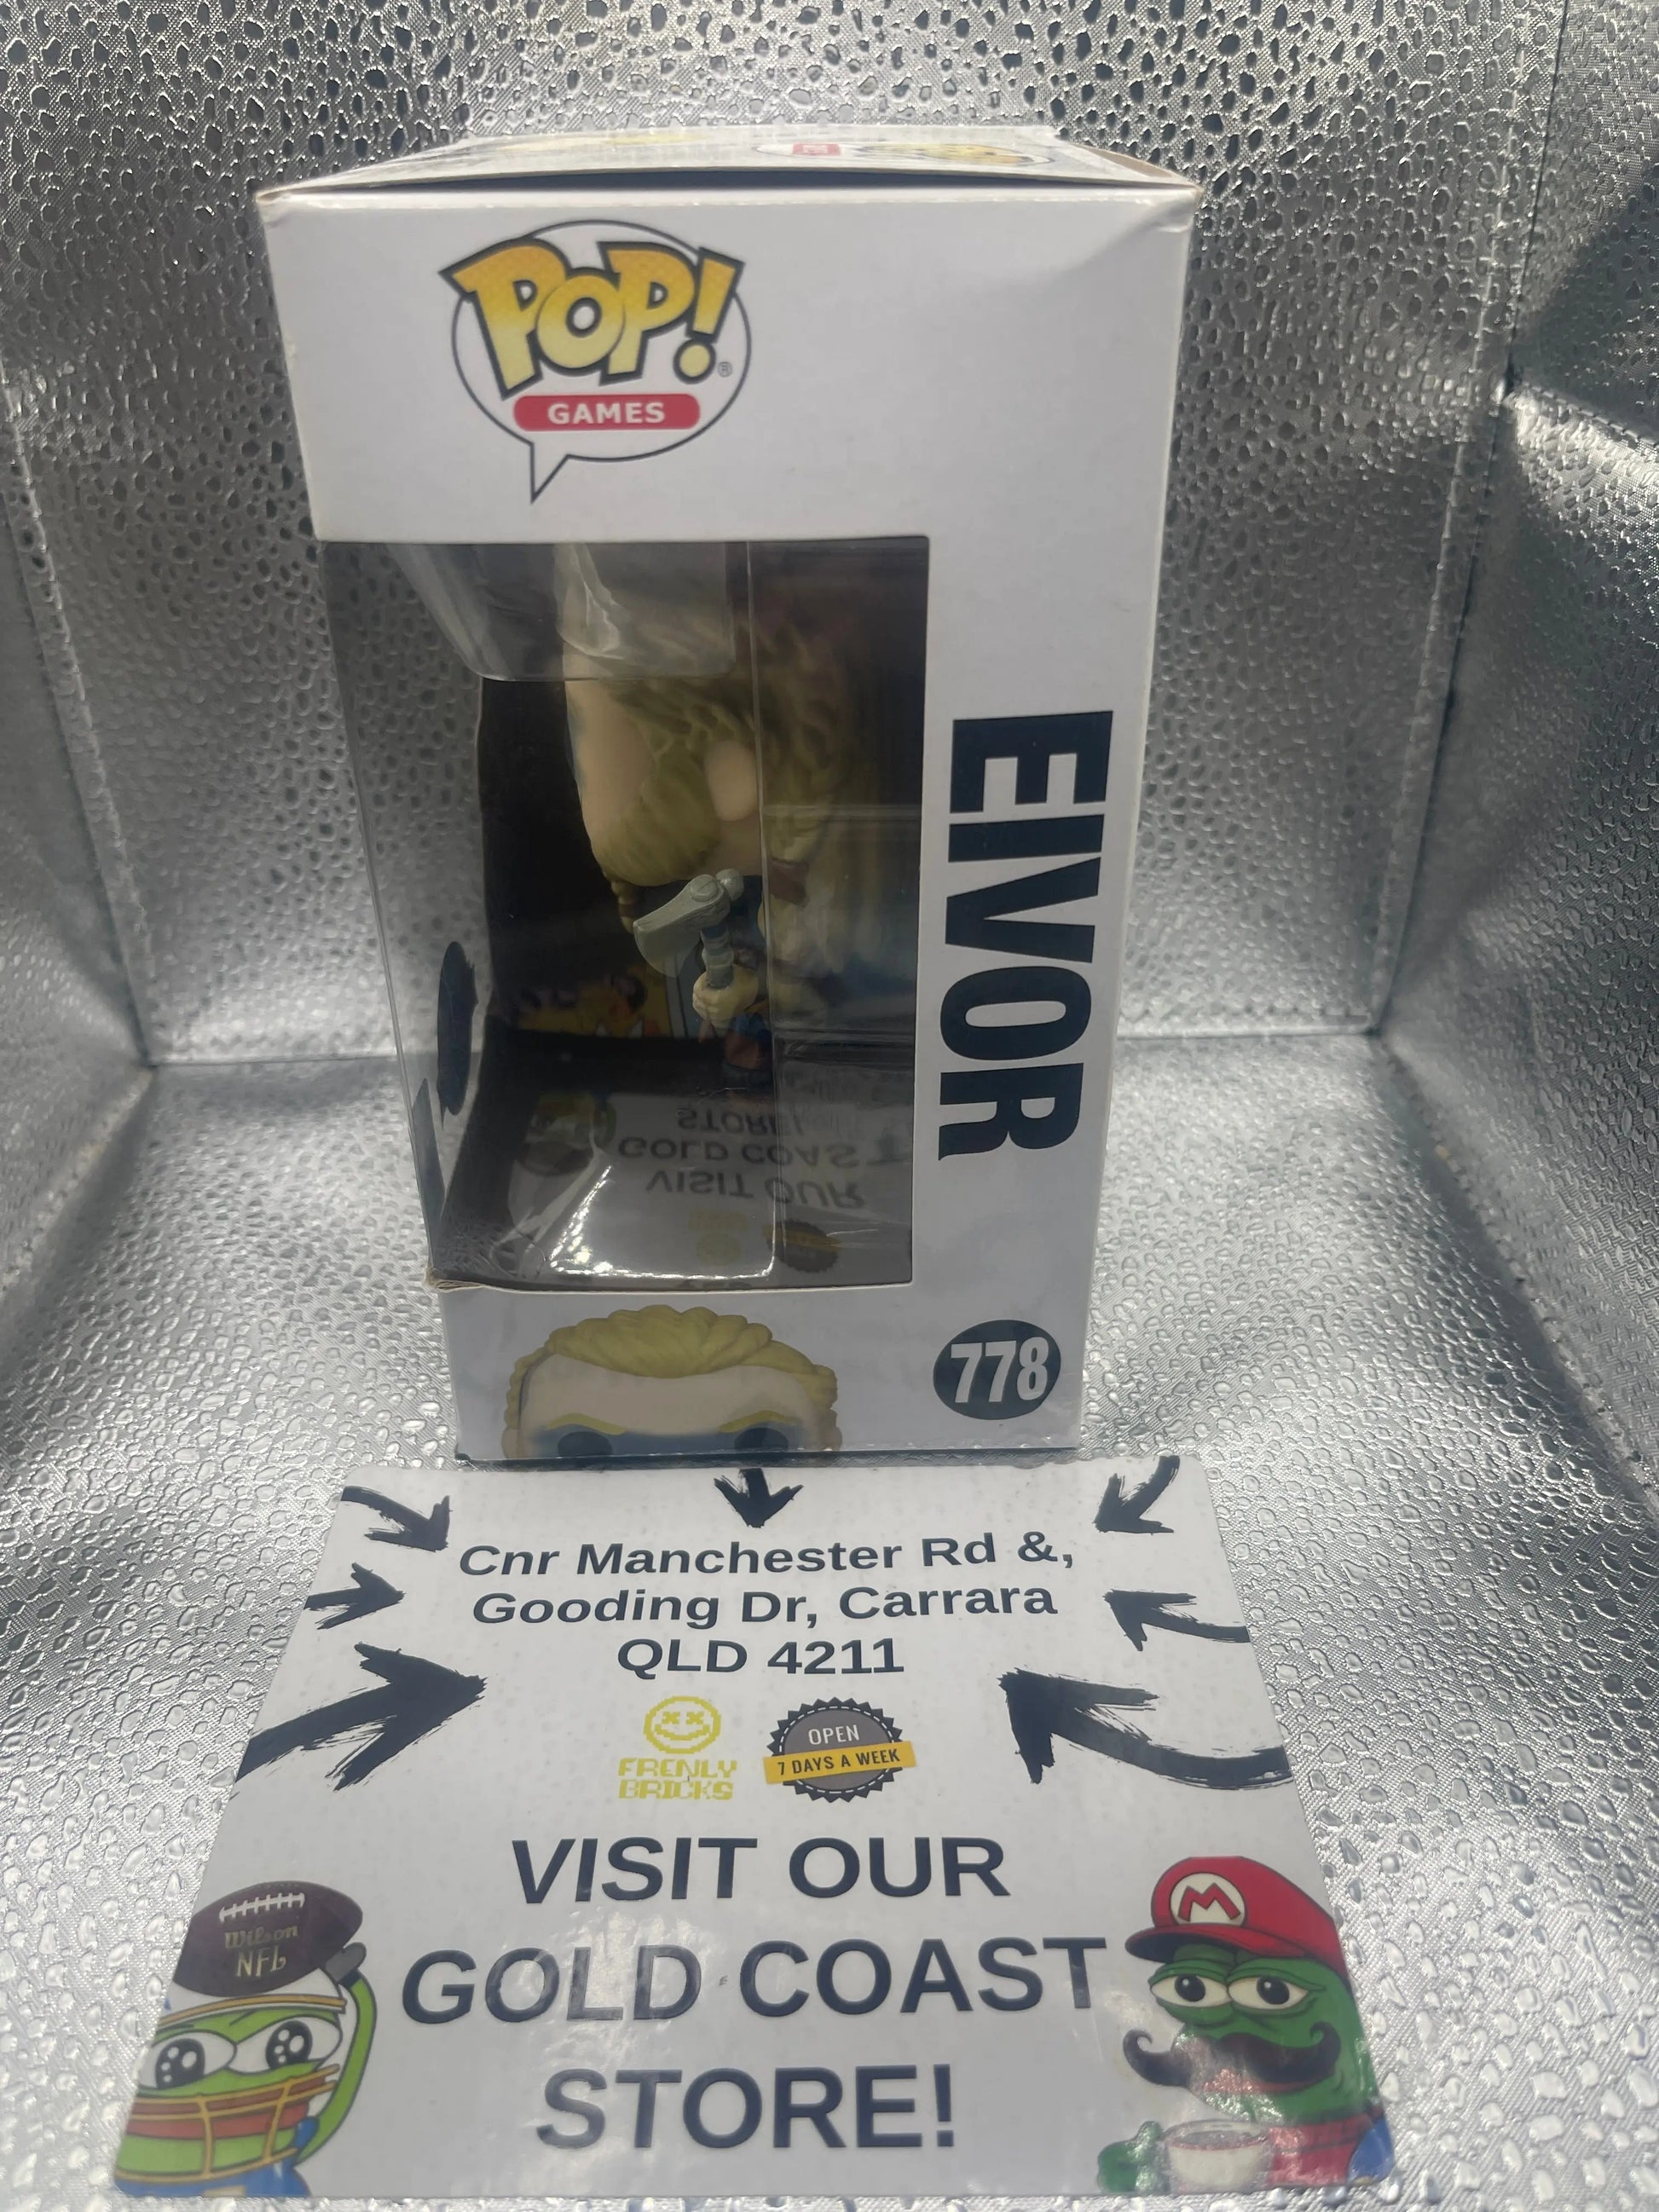 POP!
GAMES
EIVOR
778
Cnr Manchester Rd &,
Gooding Dr, Carrara
QLD 4211
FRENLY
BRICKS
OPEN
7 DAYS A WEEK
VISIT OUR
GOLD COAST
STORE!
Wilson
NFL
M